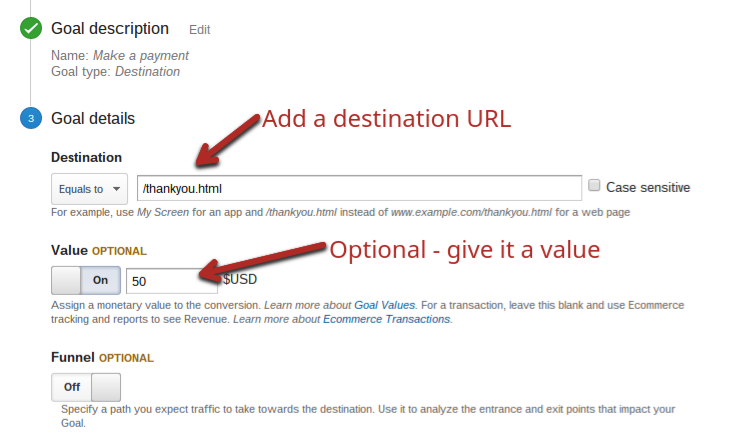 Goal description Edit
Name: Make a payment
Goal type: Destination
3 Goal details
Add a destination URL
Destination
Equals to /thankyou.html Case sensitive
For example, use My Screen for an app and /thankyou.html instead of www.example.com/thankyou.html for a web page
Optional - give it a value
Value OPTIONAL
On 50 $USD
Assign a monetary value to the conversion. Learn more about Goal Values. For a transaction, leave this blank and use Ecommerce
tracking and reports to see Revenue. Learn more about Ecommerce Transactions.
Funnel OPTIONAL
Off
Specify a path you expect traffic to take towards the destination. Use it to analyze the entrance and exit points that impact your
Goal.